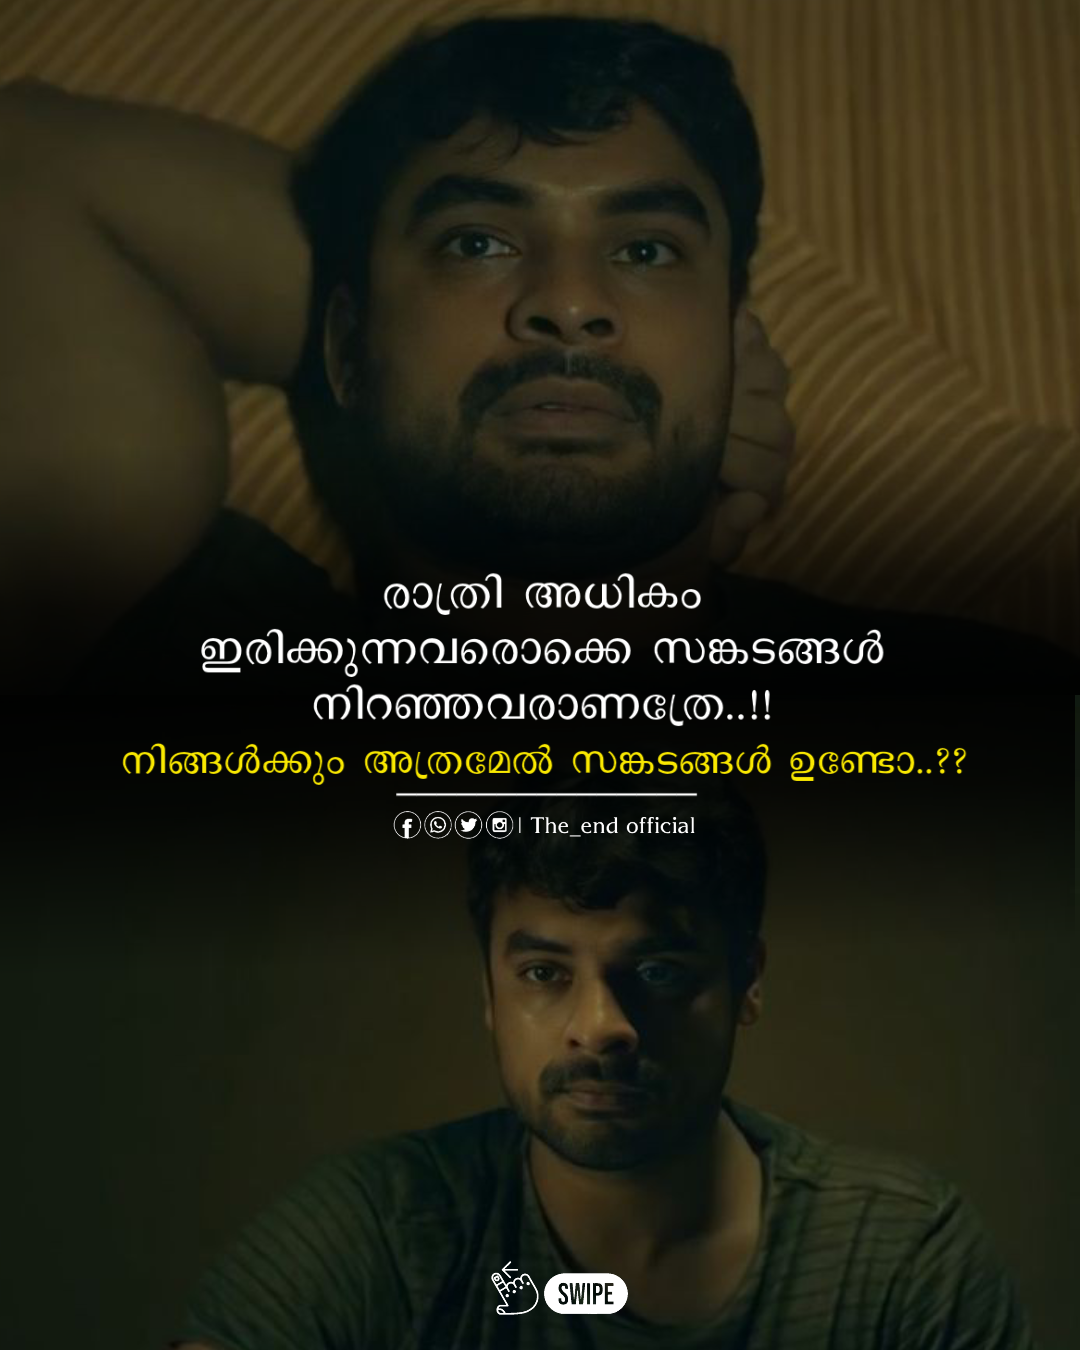 രാത്രി അധികം
ഇരിക്കുന്നവരൊക്കെ സങ്കടങ്ങൾ
നിറഞ്ഞവരാണത്രേ..!!
നിങ്ങൾക്കും അത്രമേൽ സങ്കടങ്ങൾ ഉണ്ടോ..??
| The_end official
SWIPE